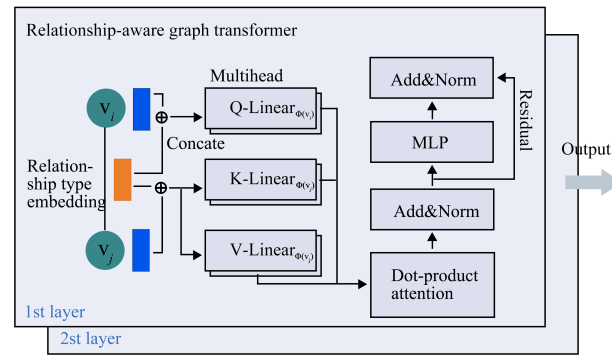 Relationship-aware graph transformer
Multihead
v_i
Concate
Relation-
ship type
embedding
v_j
Q-Linear_Φ(v_i)
K-Linear_Φ(v_i)
V-Linear_Φ(v_j)
Add&Norm
MLP
Add&Norm
Dot-product
attention
Residual
Output
1st layer
2st layer